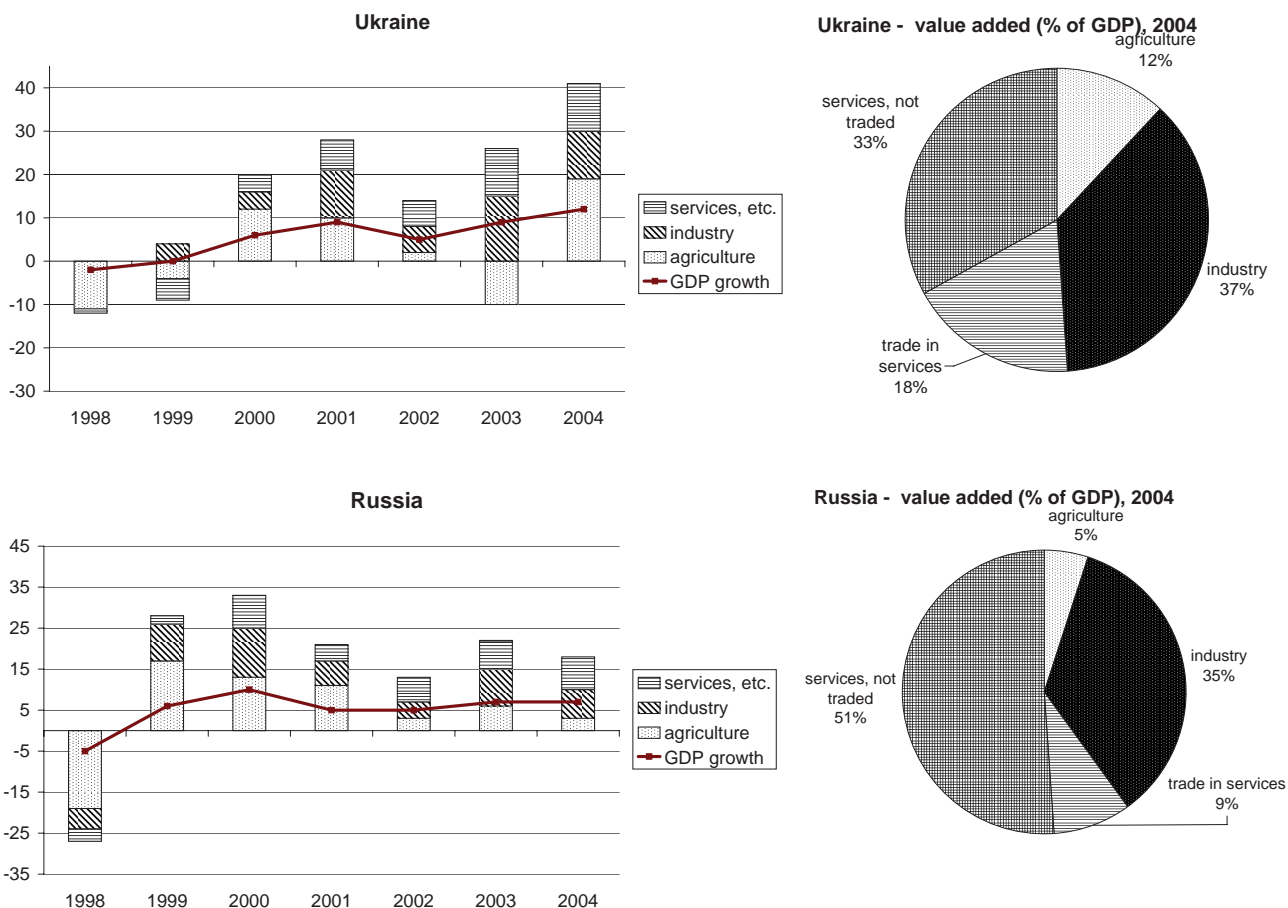 Ukraine
40
30
20
10
0
-10
-20
-30
1998 1999 2000 2001 2002 2003 2004
services, etc.
industry
agriculture
GDP growth
Ukraine - value added (% of GDP), 2004
agriculture
12%
services, not
traded
33%
industry
37%
trade in
services
18%
Russia
45
35
25
15
5
-5
-15
-25
-35
1998 1999 2000 2001 2002 2003 2004
services, etc.
industry
agriculture
GDP growth
Russia - value added (% of GDP), 2004
agriculture
5%
industry
35%
services, not
traded
51%
trade in services
9%